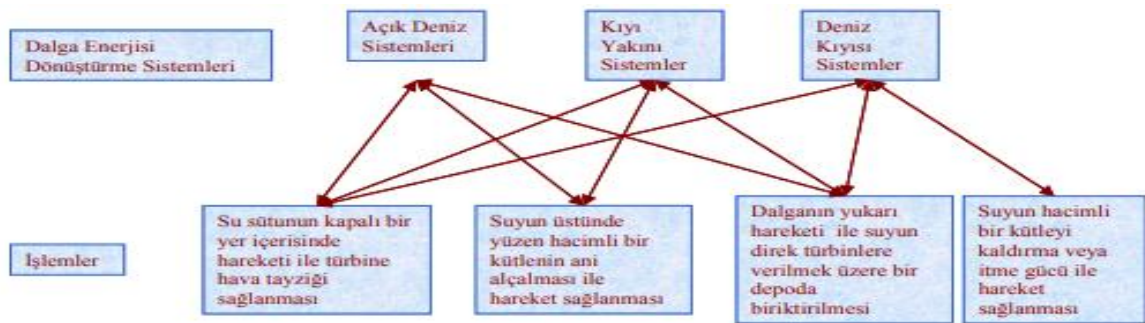 Dalga Enerjisi
Dönüştürme Sistemleri
Açık Deniz
Sistemleri
Kıyı
Yakını
Sistemler
Deniz
Kıyısı
Sistemler
İşlemler
Su sütunun kapalı bir
yer içerisinde
hareketi ile türbine
hava tayziği
sağlanması
Suyun üstünde
yüzen hacimli bir
kütlenin ani
alçalması ile
hareket sağlanması
Dalganın yukarı
hareketi ile suyun
direk türbinlere
verilmek üzere bir
depoda
biriktirilmesi
Suyun hacimli
bir kütleyi
kaldırma veya
itme gücü ile
hareket
sağlanması